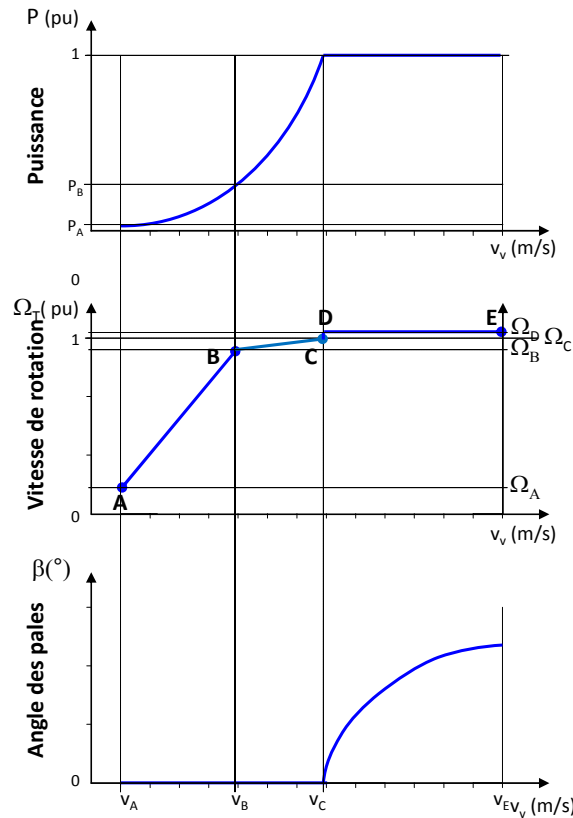 P (pu)
1
Puissance
P_B
P_A
v_v (m/s)
0
Ω_T( pu)
D
E
Ω_D Ω_C
1
B
C
Ω_B
Vitesse de rotation
A
Ω_A
0
v_v (m/s)
β(°)
Angle des pales
0
v_A
v_B
v_C
v_E v_v (m/s)